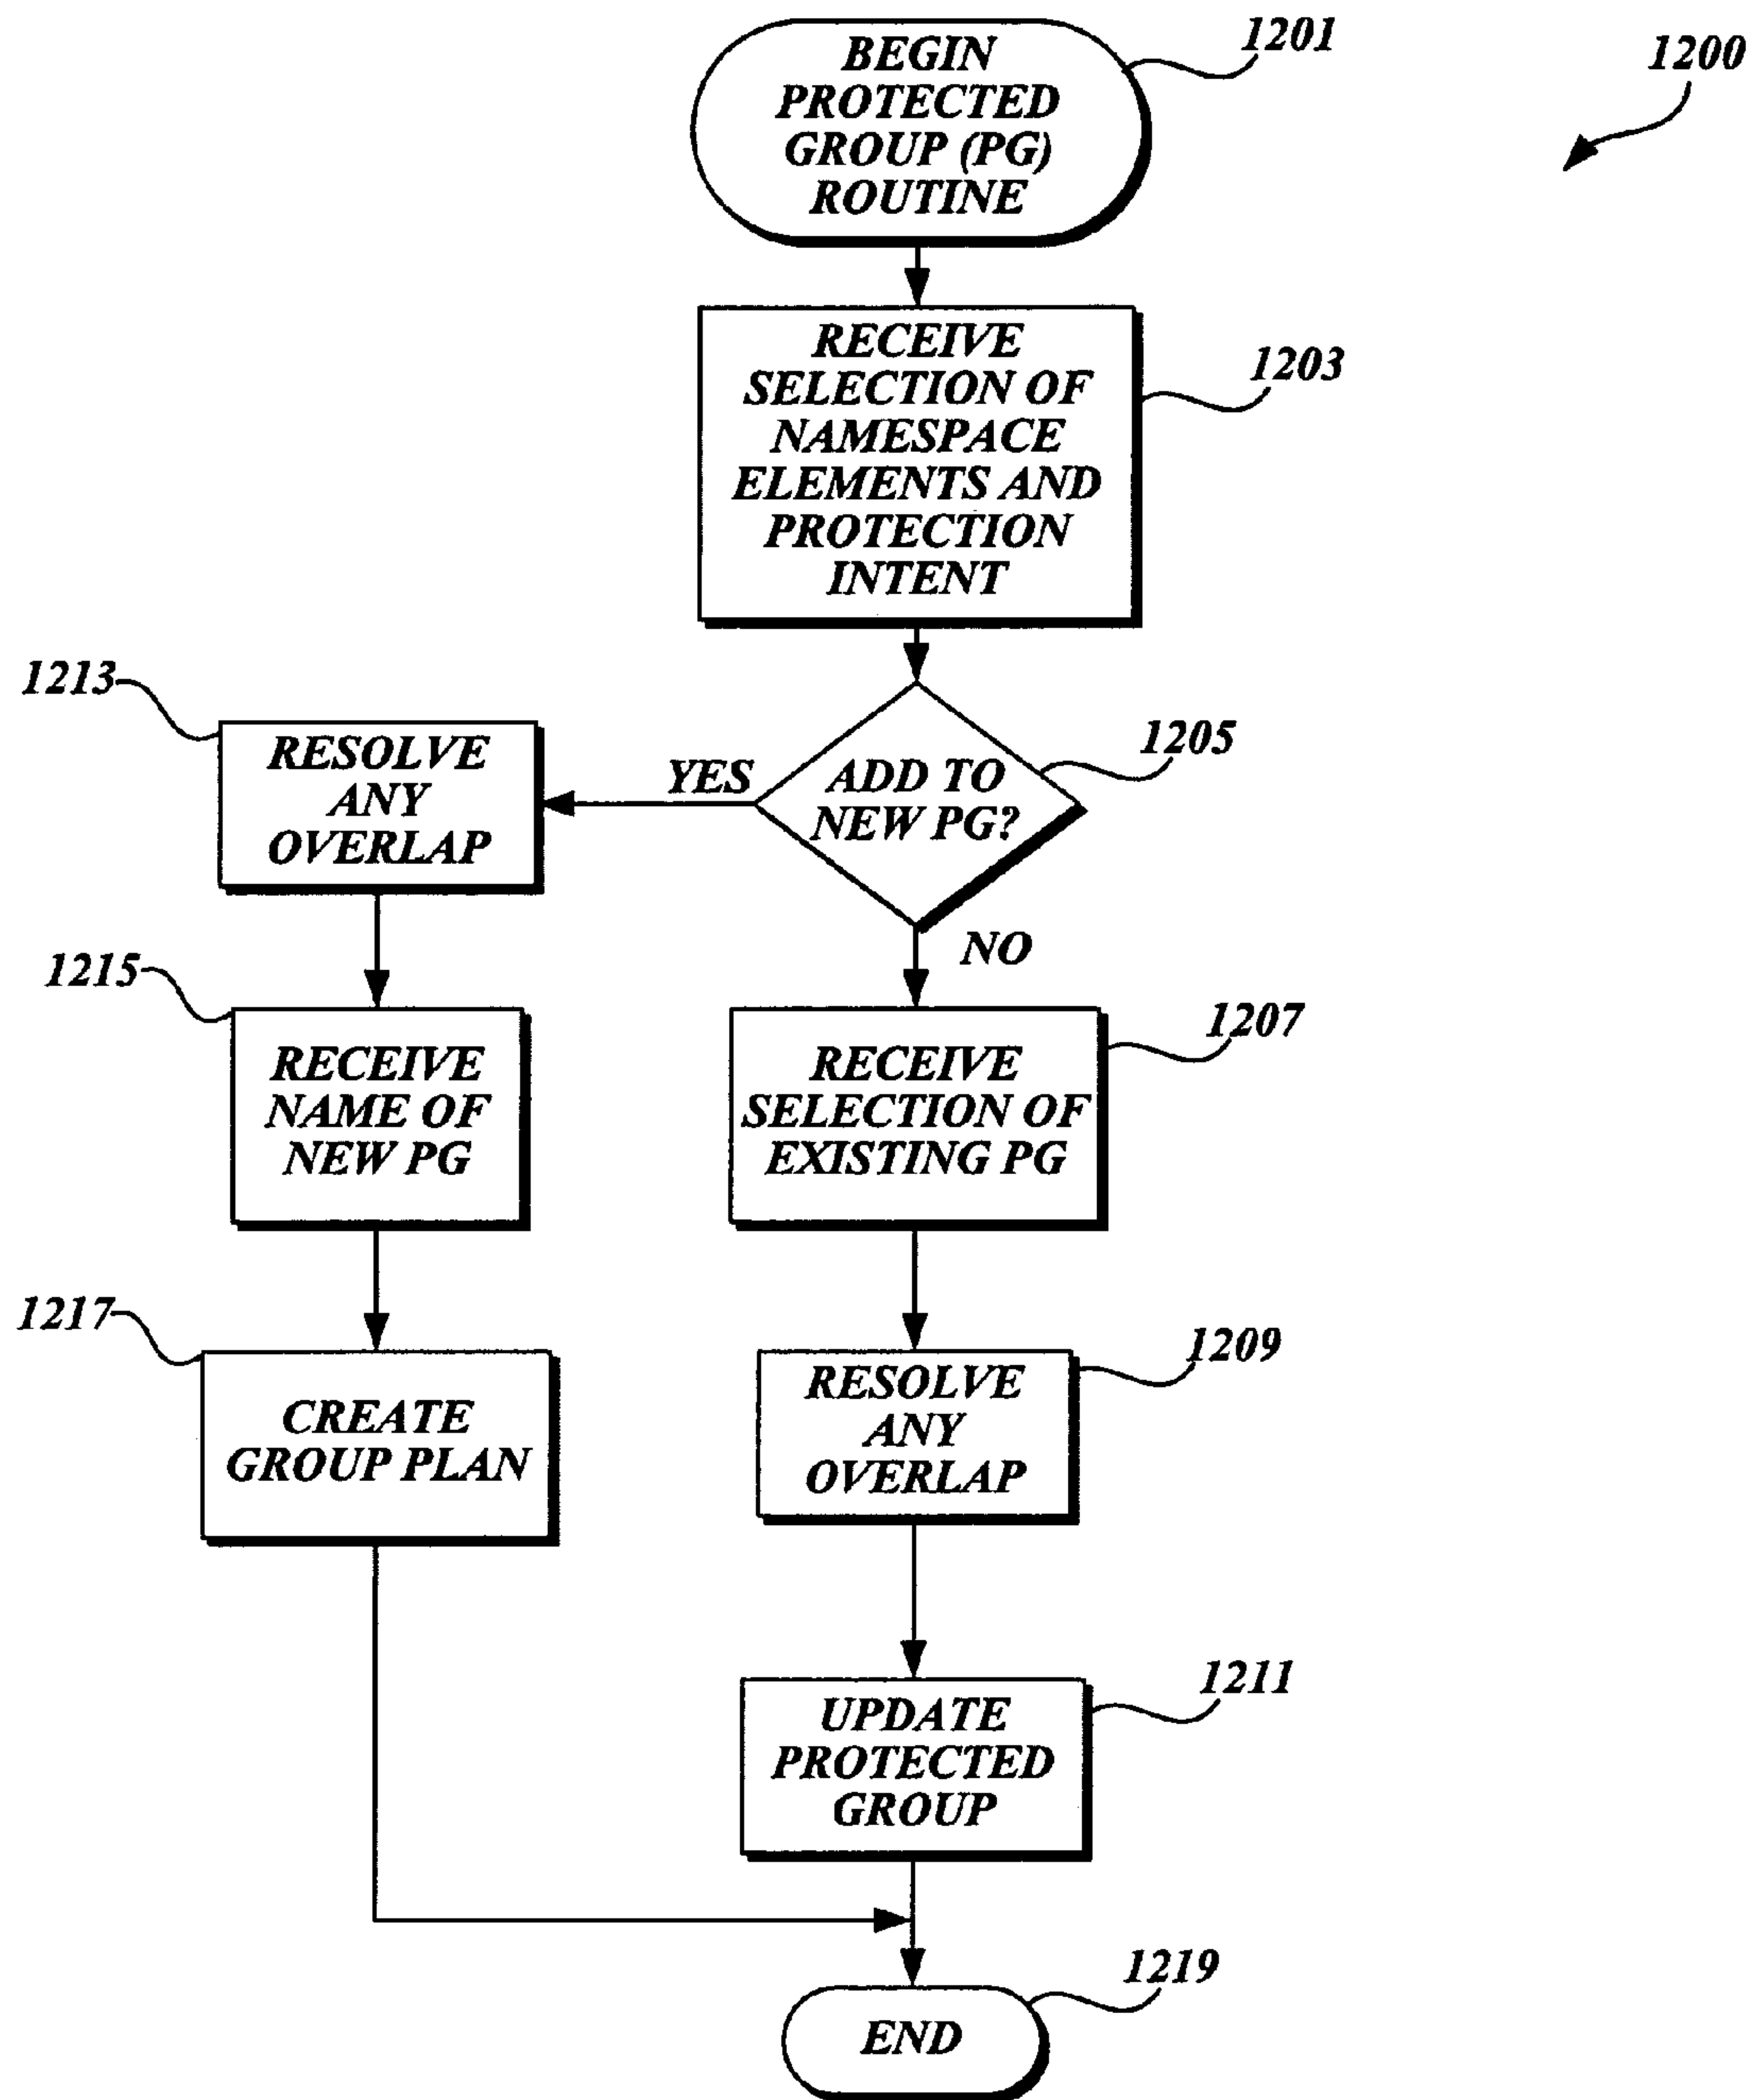 1201
1200
BEGIN
PROTECTED
GROUP (PG)
ROUTINE
1203
RECEIVE
SELECTION OF
NAMESPACE
ELEMENTS AND
PROTECTION
INTENT
1205
ADD TO
NEW PG?
YES
NO
1213
RESOLVE
ANY
OVERLAP
1215
RECEIVE
NAME OF
NEW PG
1217
CREATE
GROUP PLAN
1207
RECEIVE
SELECTION OF
EXISTING PG
1209
RESOLVE
ANY
OVERLAP
1211
UPDATE
PROTECTED
GROUP
1219
END